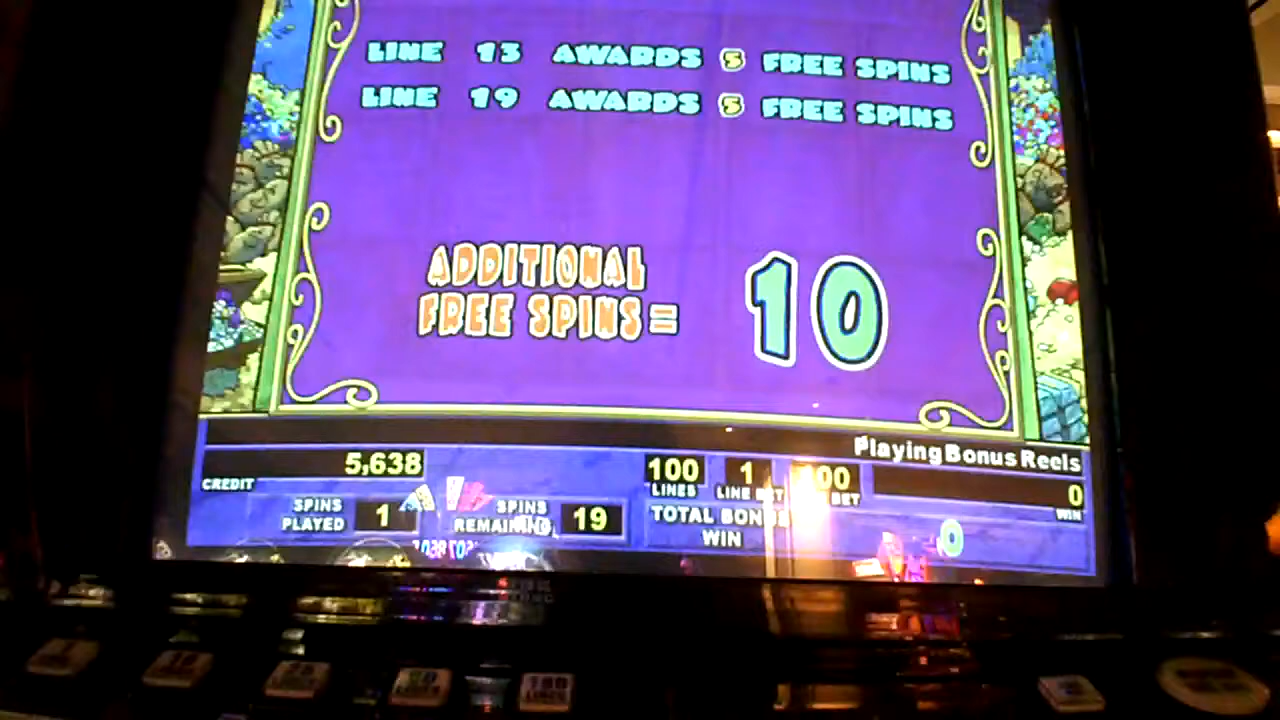 LINE 13 AWARDS 5 FREE SPINS
LINE 19 AWARDS 5 FREE SPINS
ADDITIONAL
FREE SPINS = 10
Playing Bonus Reels
5,638 100 1 0
CREDIT LINES LINE BET BET WIN
SPINS PLAYED 1 SPINS REMAINING 19
TOTAL BONUS WIN 0